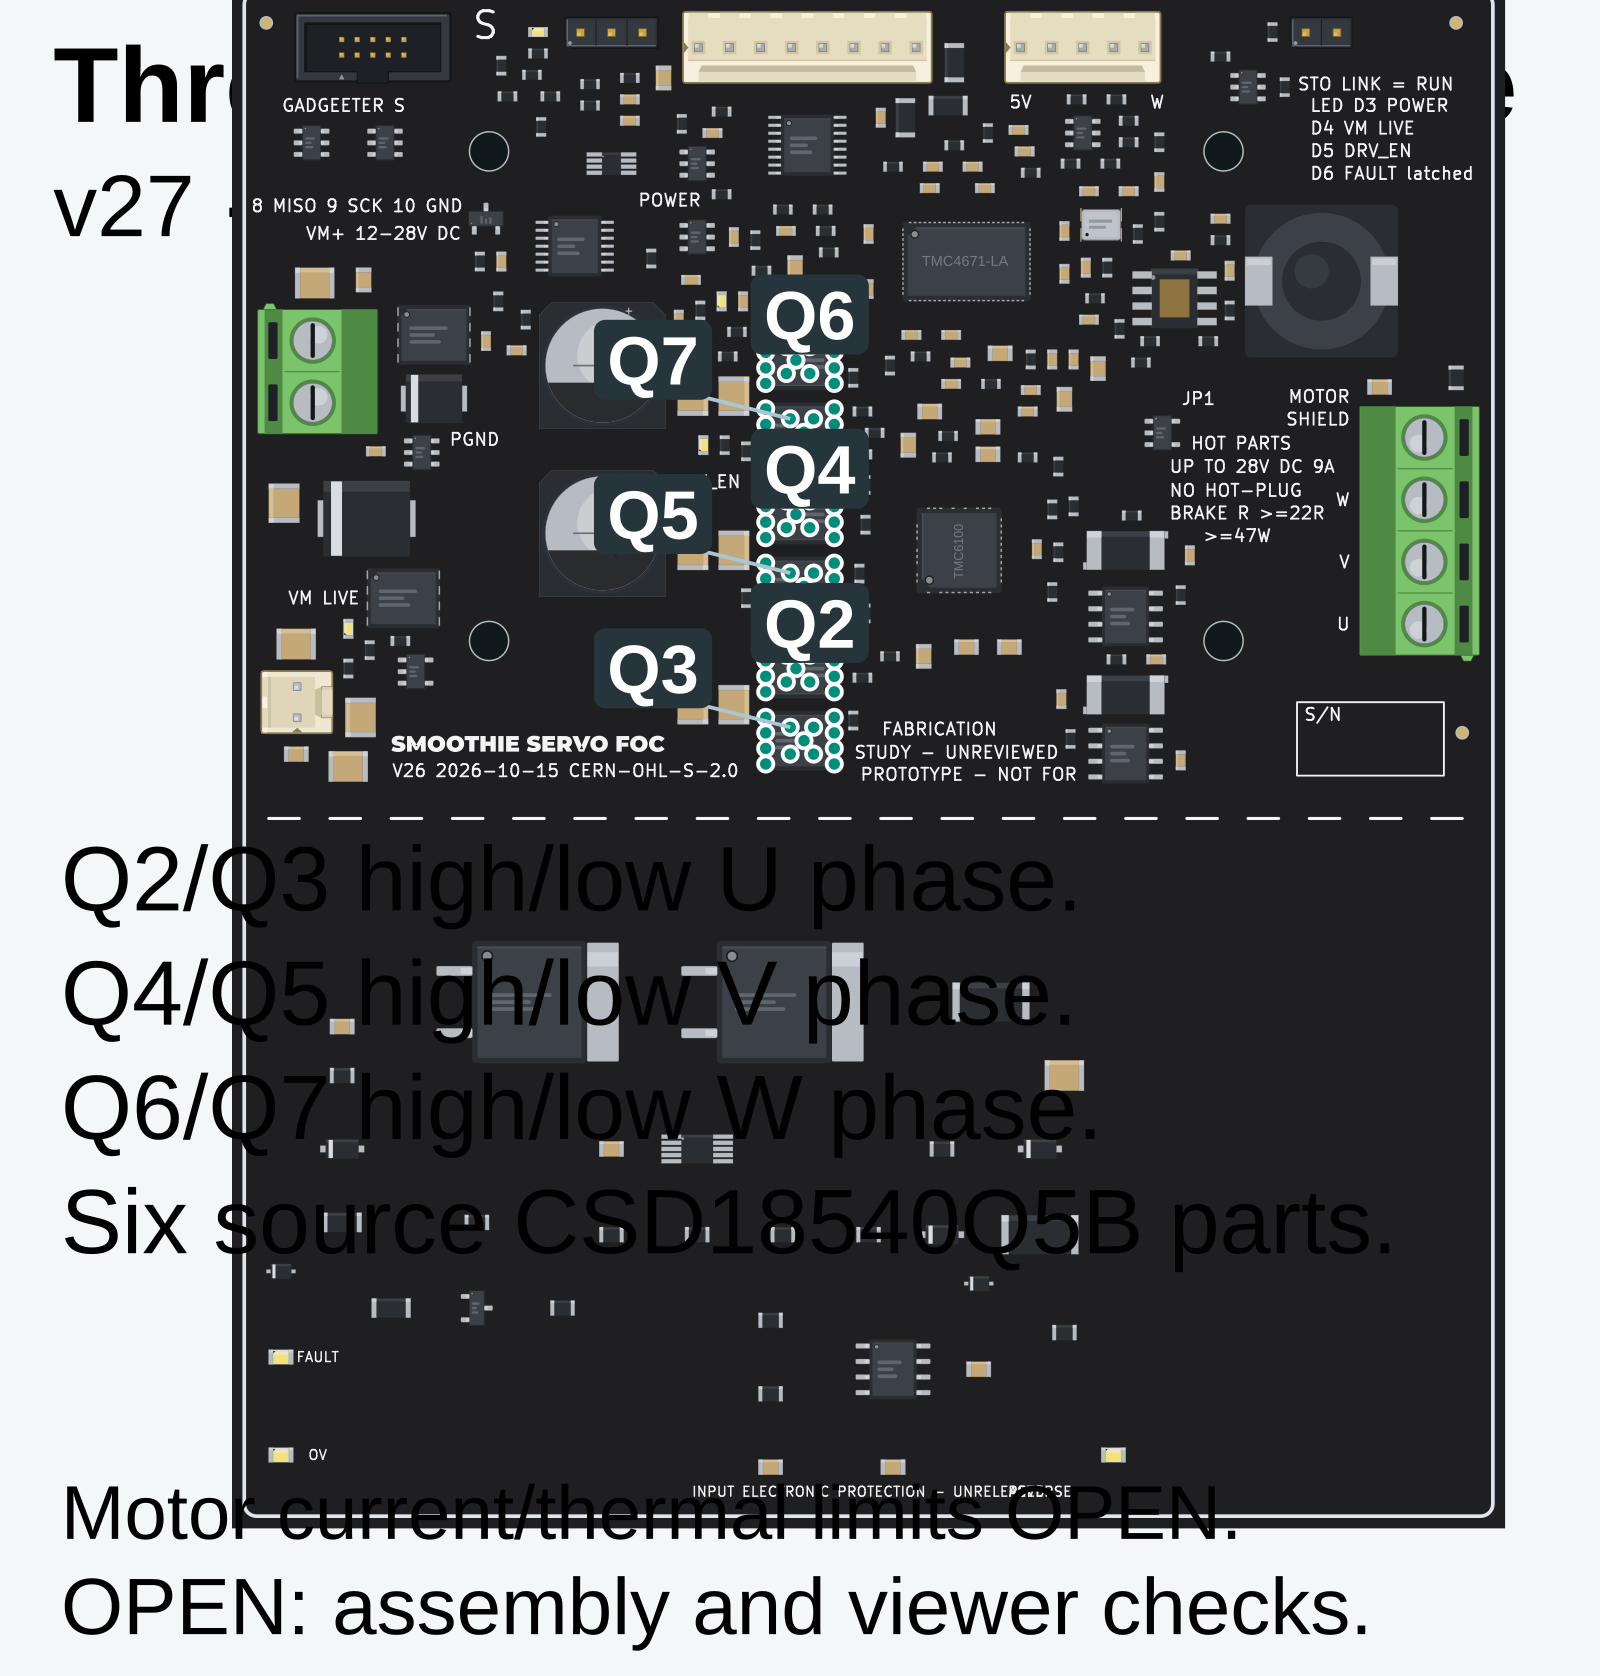 S
GADGEETER S
5V
W
STO LINK = RUN
LED D3 POWER
D4 VM LIVE
D5 DRV_EN
D6 FAULT latched
v27
8 MISO 9 SCK 10 GND
VM+ 12-28V DC
POWER
TMC4671-LA
Q6
Q7
JP1
MOTOR
SHIELD
PGND
HOT PARTS
UP TO 28V DC 9A
NO HOT-PLUG
BRAKE R >=22R
>=47W
W
V
U
Q4
_EN
Q5
TMC6100
VM LIVE
Q2
Q3
S/N
SMOOTHIE SERVO FOC
V26 2026-10-15 CERN-OHL-S-2.0
FABRICATION
STUDY - UNREVIEWED
PROTOTYPE - NOT FOR
Q2/Q3 high/low U phase.
Q4/Q5 high/low V phase.
Q6/Q7 high/low W phase.
Six source CSD18540Q5B parts.
FAULT
OV
INPUT ELECTRONIC PROTECTION -
Motor current/thermal limits OPEN.
OPEN: assembly and viewer checks.